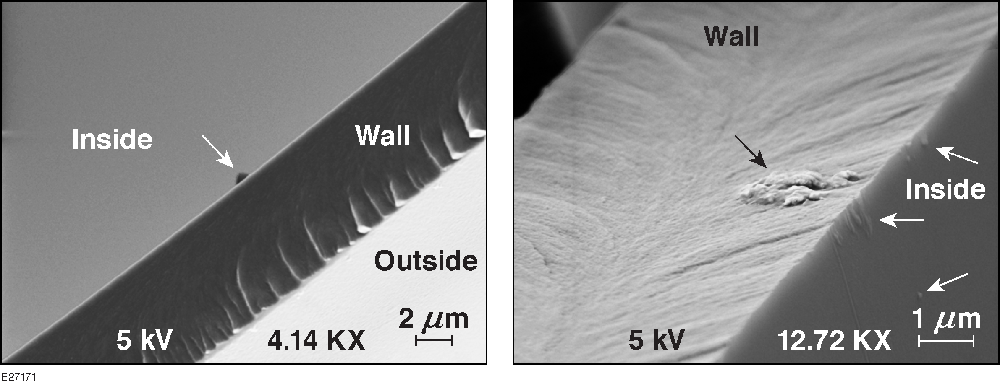 Inside
Wall
Outside
2 μm
5 kV
4.14 KX
Wall
Inside
1 μm
5 kV
12.72 KX
E27171